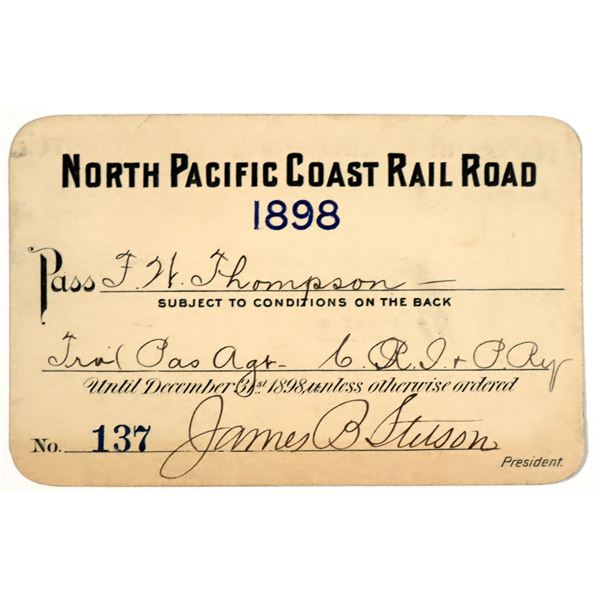 NORTH PACIFIC COAST RAIL ROAD
1898
Pass F. W. Thompson —
SUBJECT TO CONDITIONS ON THE BACK
Trav Pas Agt - C. R. I. & P. Ry
Until December 31st 1898, unless otherwise ordered
No. 137 James B Stetson
President.